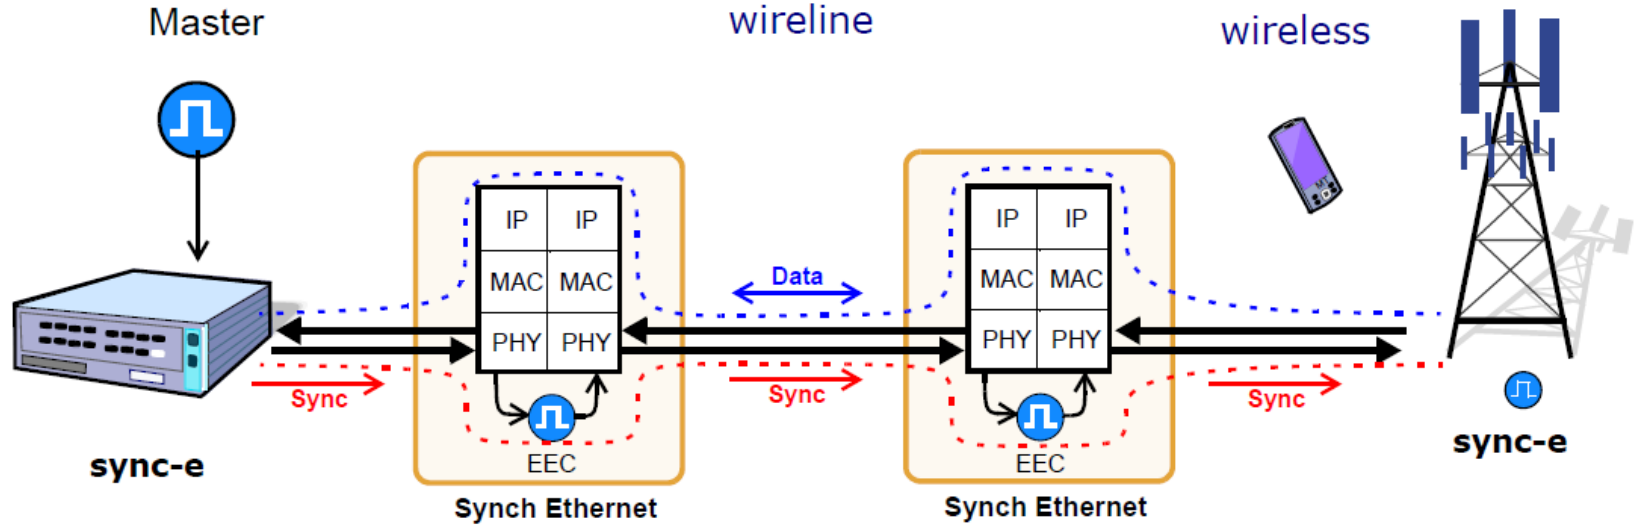 Master
wireline
wireless
MT
IP IP
MAC MAC
PHY PHY
EEC
Synch Ethernet
IP IP
MAC MAC
PHY PHY
EEC
Synch Ethernet
Data
Sync
Sync
Sync
sync-e
sync-e